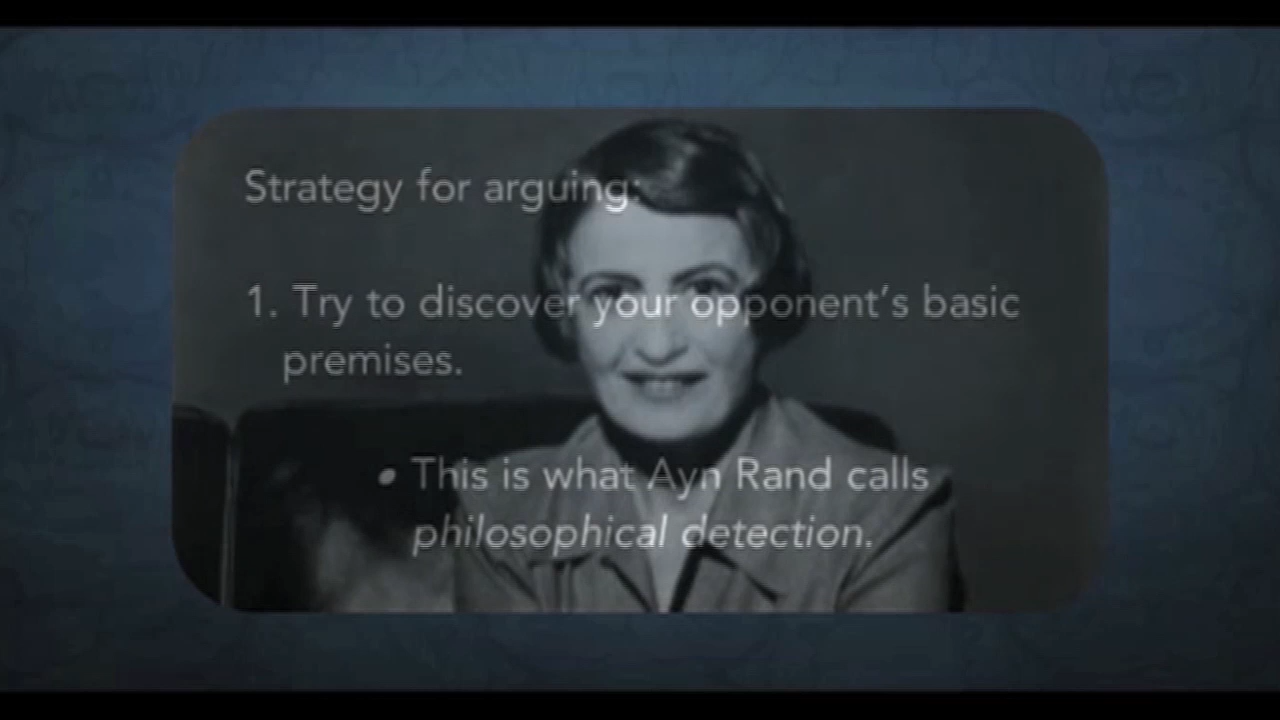 Strategy for arguing:
1. Try to discover your opponent's basic
premises.
• This is what Ayn Rand calls
philosophical detection.